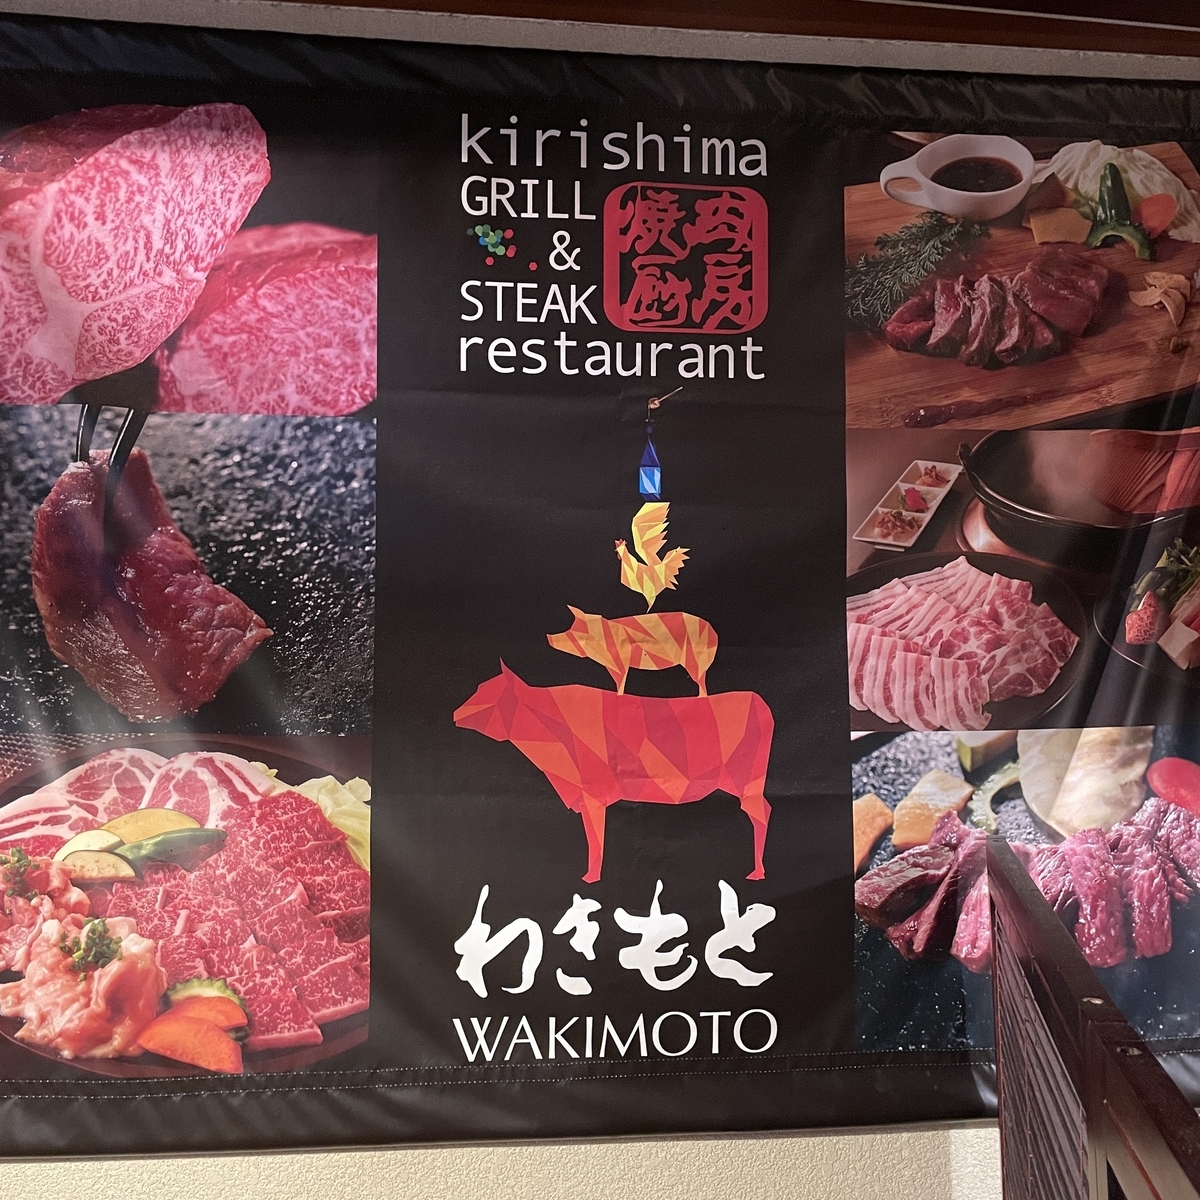 kirishima
GRILL
&
STEAK
焼肉
厨房
restaurant
わきもと
WAKIMOTO